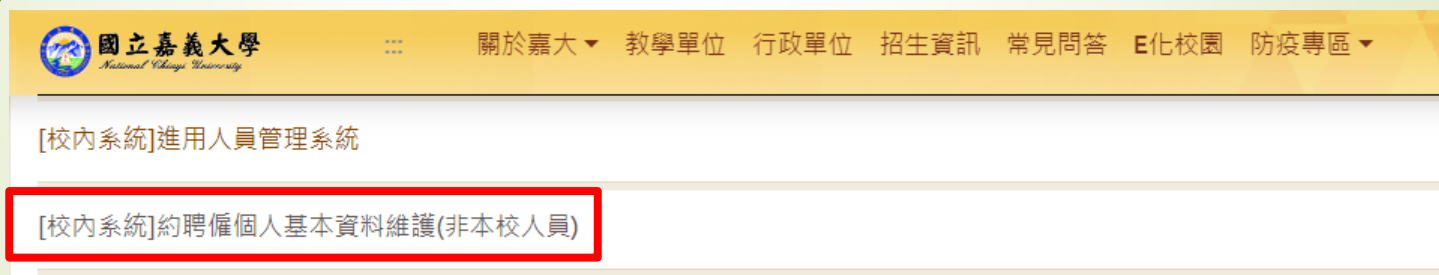 國立嘉義大學
National Chiayi University
::: 關於嘉大▼ 教學單位 行政單位 招生資訊 常見問答 E化校園 防疫專區▼
[校內系統]進用人員管理系統
[校內系統]約聘僱個人基本資料維護(非本校人員)